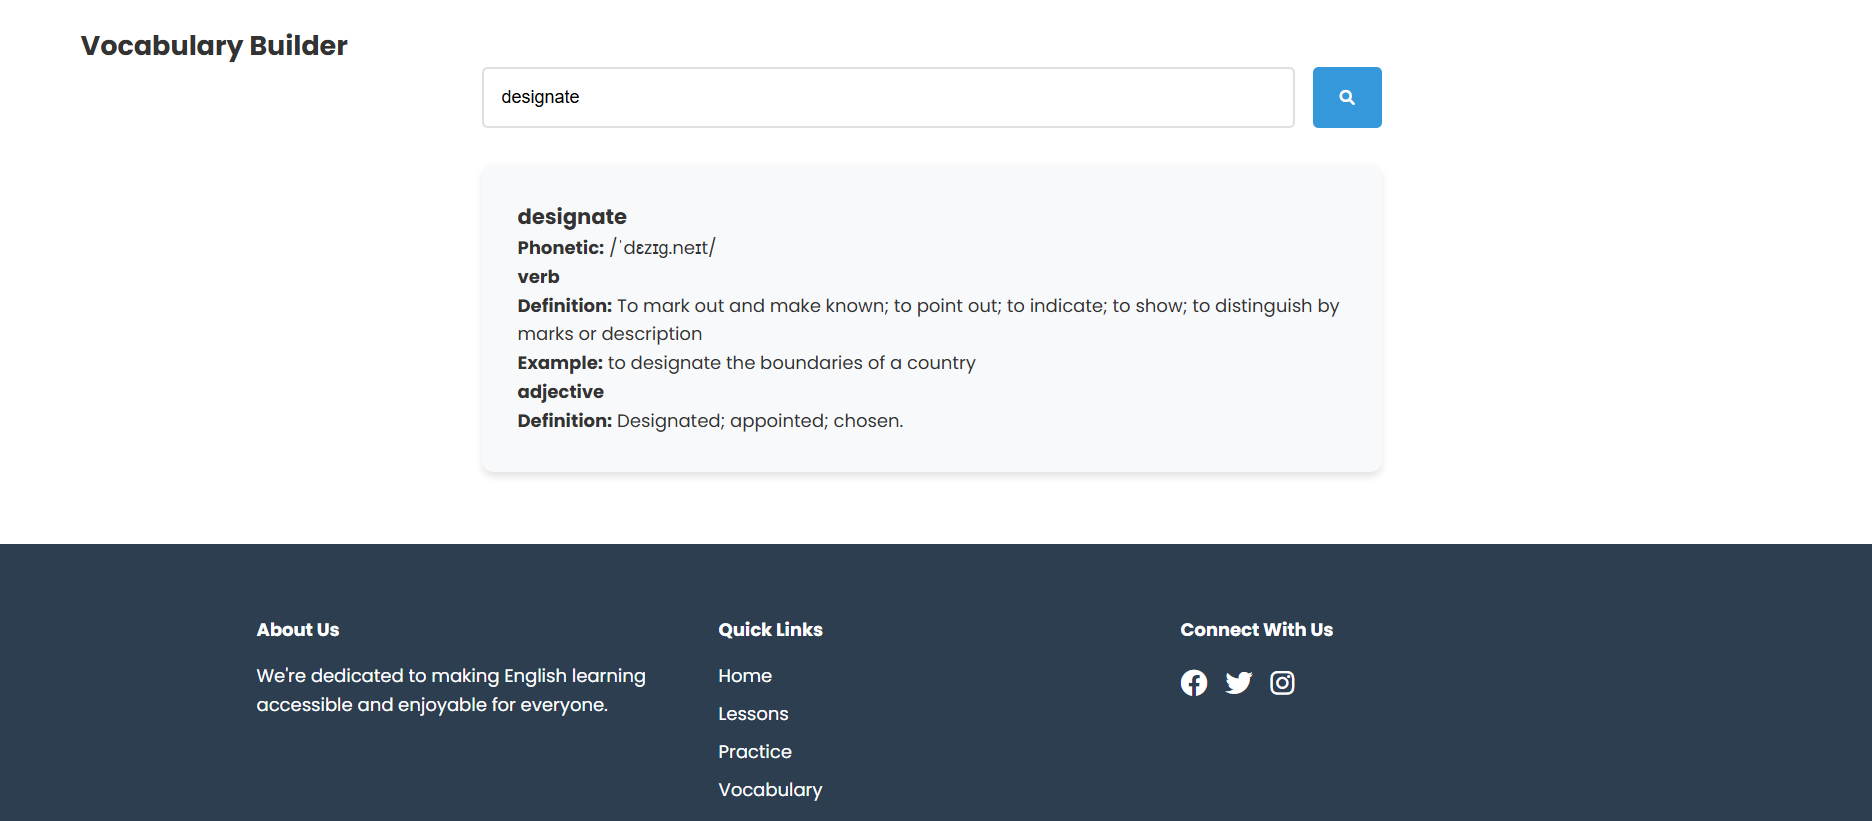 Vocabulary Builder
designate
designate
Phonetic: /ˈdɛzɪɡ.neɪt/
verb
Definition: To mark out and make known; to point out; to indicate; to show; to distinguish by
marks or description
Example: to designate the boundaries of a country
adjective
Definition: Designated; appointed; chosen.
About Us
We're dedicated to making English learning
accessible and enjoyable for everyone.
Quick Links
Home
Lessons
Practice
Vocabulary
Connect With Us